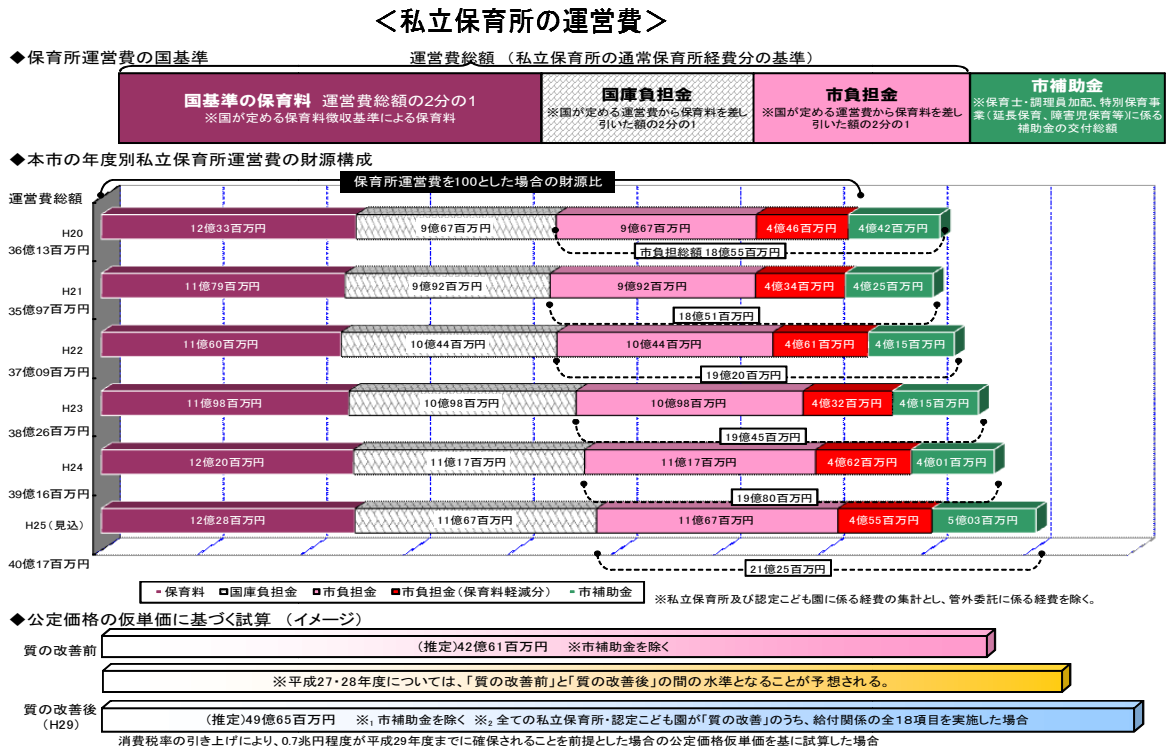 ＜私立保育所の運営費＞
◆保育所運営費の国基準
運営費総額 （私立保育所の通常保育所経費分の基準）
国基準の保育料 運営費総額の2分の1
※国が定める保育料徴収基準による保育料
国庫負担金
※国が定める運営費から保育料を差し
引いた額の2分の1
市負担金
※国が定める運営費から保育料を差し
引いた額の2分の1
市補助金
※保育士・調理員加配、特別保育事
業（延長保育、障害児保育等)に係る
補助金の交付総額
◆本市の年度別私立保育所運営費の財源構成
保育所運営費を100とした場合の財源比
運営費総額
H20
36億13百万円
12億33百万円
9億67百万円
9億67百万円
4億46百万円
4億42百万円
市負担総額 18億55百万円
H21
35億97百万円
11億79百万円
9億92百万円
9億92百万円
4億34百万円
4億25百万円
18億51百万円
H22
37億09百万円
11億60百万円
10億44百万円
10億44百万円
4億61百万円
4億15百万円
19億20百万円
H23
38億26百万円
11億98百万円
10億98百万円
10億98百万円
4億32百万円
4億15百万円
19億45百万円
H24
39億16百万円
12億20百万円
11億17百万円
11億17百万円
4億62百万円
4億01百万円
19億80百万円
H25（見込）
40億17百万円
12億28百万円
11億67百万円
11億67百万円
4億55百万円
5億03百万円
21億25百万円
保育料 国庫負担金 市負担金 市負担金（保育料軽減分） 市補助金
※私立保育所及び認定こども園に係る経費の集計とし、管外委託に係る経費を除く。
◆公定価格の仮単価に基づく試算 （イメージ）
質の改善前
(推定)42億61百万円 ※市補助金を除く
※平成27・28年度については、「質の改善前」と「質の改善後」の間の水準となることが予想される。
質の改善後
(H29)
(推定)49億65百万円 ※₁ 市補助金を除く ※₂ 全ての私立保育所・認定こども園が「質の改善」のうち、給付関係の全18項目を実施した場合
消費税率の引き上げにより、0.7兆円程度が平成29年度までに確保されることを前提とした場合の公定価格仮単価を基に試算した場合